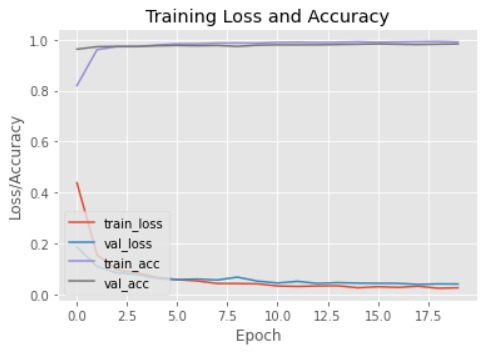 Training Loss and Accuracy
1.0
0.8
0.6
0.4
0.2
0.0
Loss/Accuracy
train_loss
val_loss
train_acc
val_acc
0.0 2.5 5.0 7.5 10.0 12.5 15.0 17.5
Epoch